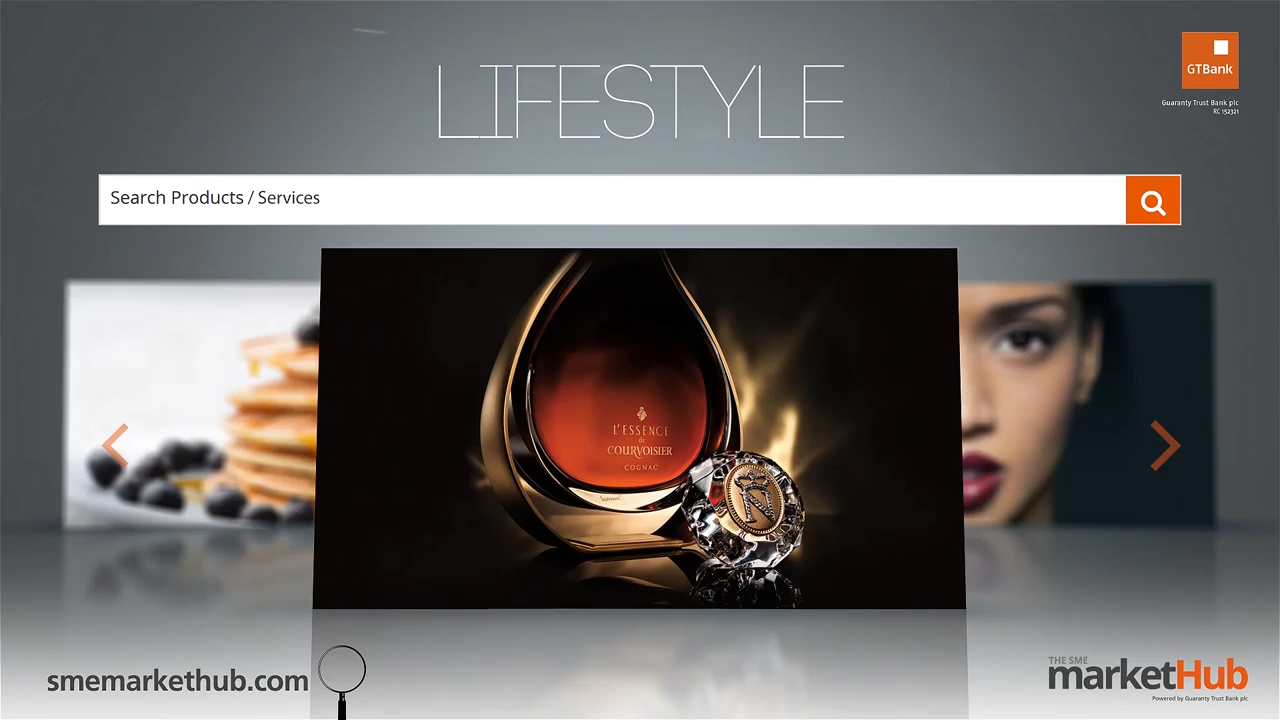 LIFESTYLE
GTBank
Guaranty Trust Bank plc
RC 152321
Search Products / Services
L'ESSENCE
de
COURVOISIER
COGNAC
smemarkethub.com
THE SME
marketHub
Powered by Guaranty Trust Bank plc